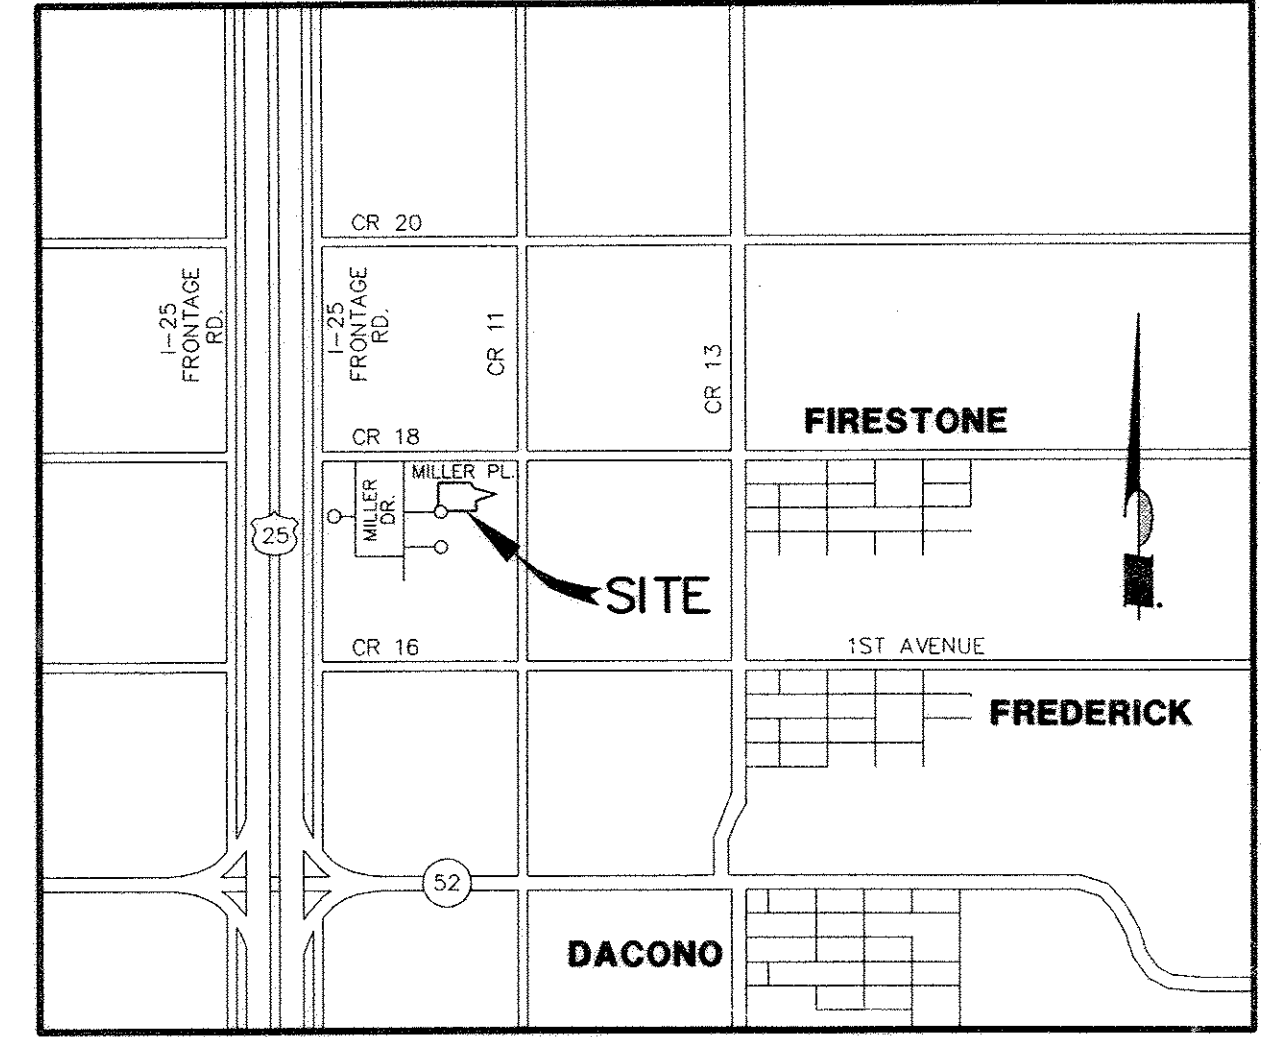 CR 20
I-25
FRONTAGE
RD.
I-25
FRONTAGE
RD.
CR 11
CR 13
FIRESTONE
CR 18
MILLER PL.
MILLER
DR.
25
SITE
CR 16
1ST AVENUE
FREDERICK
52
DACONO